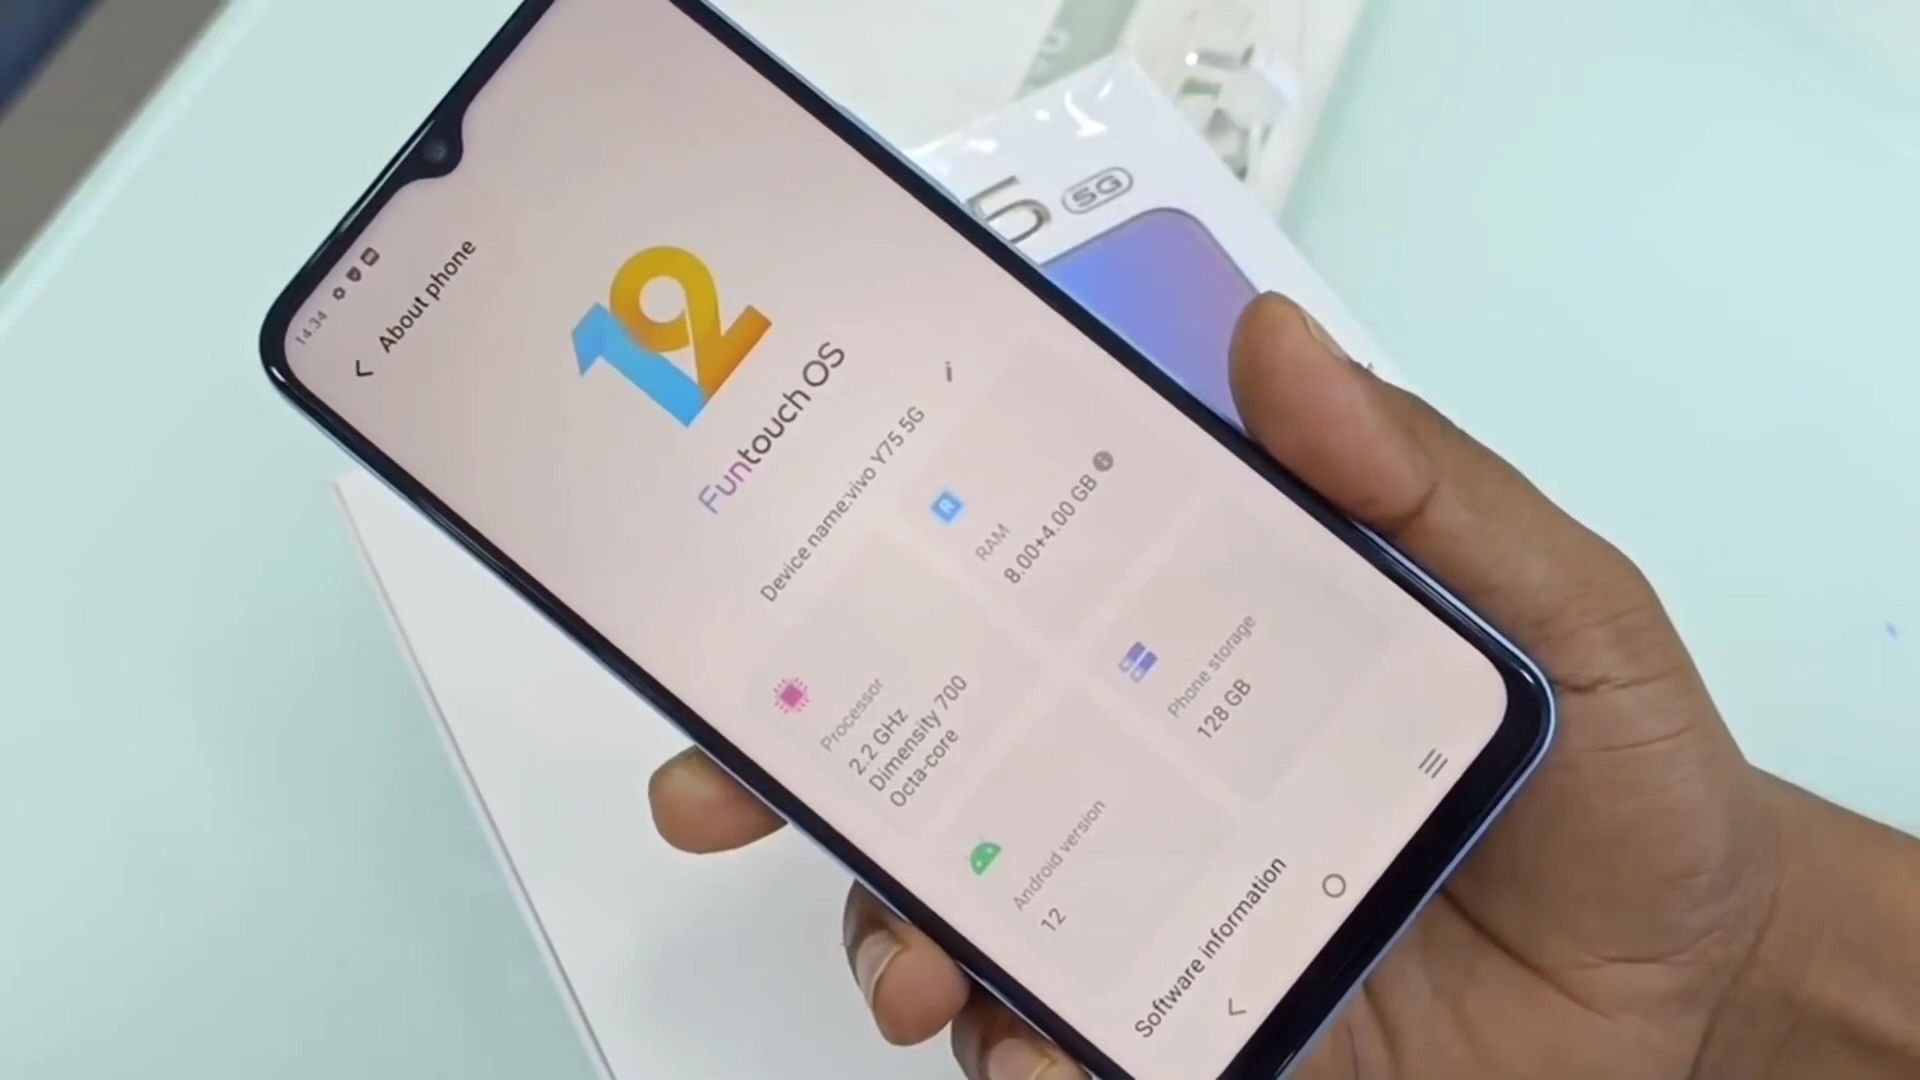 14:34
About phone
12
Funtouch OS
Device name:vivo Y75 5G
Processor
2.2 GHz
Dimensity 700
Octa-core
R
RAM
8.00+4.00 GB
Android version
12
Phone storage
128 GB
Software information
5 5G